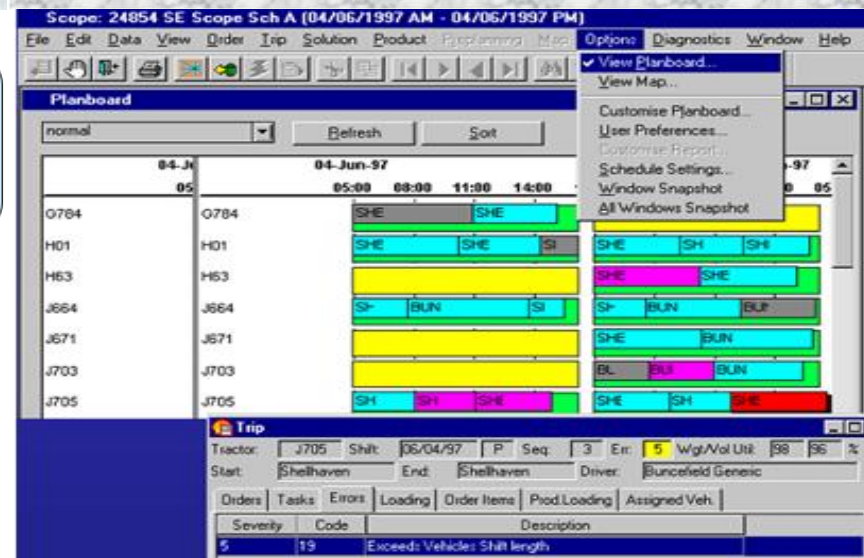 Scope: 24854 SE Scope Sch A (04/06/1997 AM - 04/06/1997 PM)
File Edit Data View Order Trip Solution Product Map Options Diagnostics Window Help
View Planboard...
View Map...
Customise Planboard...
User Preferences...
Customise Report...
Schedule Settings...
Window Snapshot
All Windows Snapshot
Planboard
normal Refresh Sort
04-Ju 04-Jun-97 -97
05 05:00 08:00 11:00 14:00 05
O784 O784 SHE SHE
H01 H01 SHE SHE SI SHE SH SHI
H63 H63 SHE SHE
J664 J664 SH BUN SI SH BUN BUN
J671 J671 SHE BUN
J703 J703 BL BUI BUN
J705 J705 SH SH SHE SHE SH SHE
Trip
Tractor: J705 Shift: 06/04/97 P Seq: 3 Err: 5 Wgt/Vol Util: 98 96 %
Start: Shellhaven End: Shellhaven Driver: Buncefield Generic
Orders Tasks Errors Loading Order Items Prod.Loading Assigned Veh.
Severity Code Description
5 19 Exceeds Vehicles Shift length